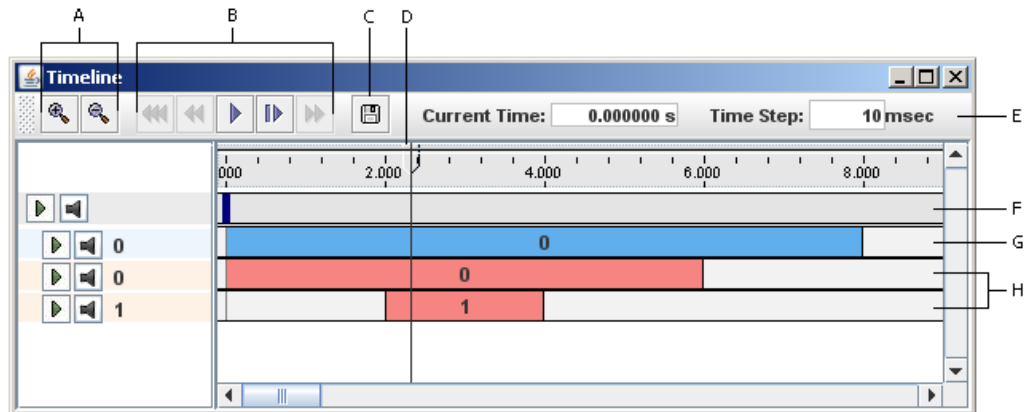 A B C D
Timeline
Current Time: 0.000000 s Time Step: 10 msec E
000 2.000 4.000 6.000 8.000
F
0 0 G
0 0
H
1 1